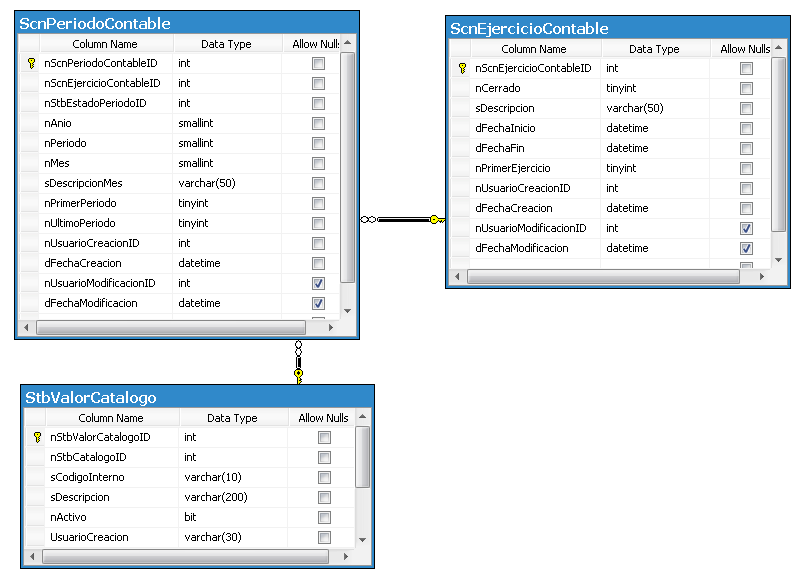 ScnPeriodoContable
Column Name Data Type Allow Nulls
nScnPeriodoContableID int
nScnEjercicioContableID int
nStbEstadoPeriodoID int
nAnio smallint
nPeriodo smallint
nMes smallint
sDescripcionMes varchar(50)
nPrimerPeriodo tinyint
nUltimoPeriodo tinyint
nUsuarioCreacionID int
dFechaCreacion datetime
nUsuarioModificacionID int
dFechaModificacion datetime
ScnEjercicioContable
Column Name Data Type Allow Nulls
nScnEjercicioContableID int
nCerrado tinyint
sDescripcion varchar(50)
dFechaInicio datetime
dFechaFin datetime
nPrimerEjercicio tinyint
nUsuarioCreacionID int
dFechaCreacion datetime
nUsuarioModificacionID int
dFechaModificacion datetime
StbValorCatalogo
Column Name Data Type Allow Nulls
nStbValorCatalogoID int
nStbCatalogoID int
sCodigoInterno varchar(10)
sDescripcion varchar(200)
nActivo bit
UsuarioCreacion varchar(30)